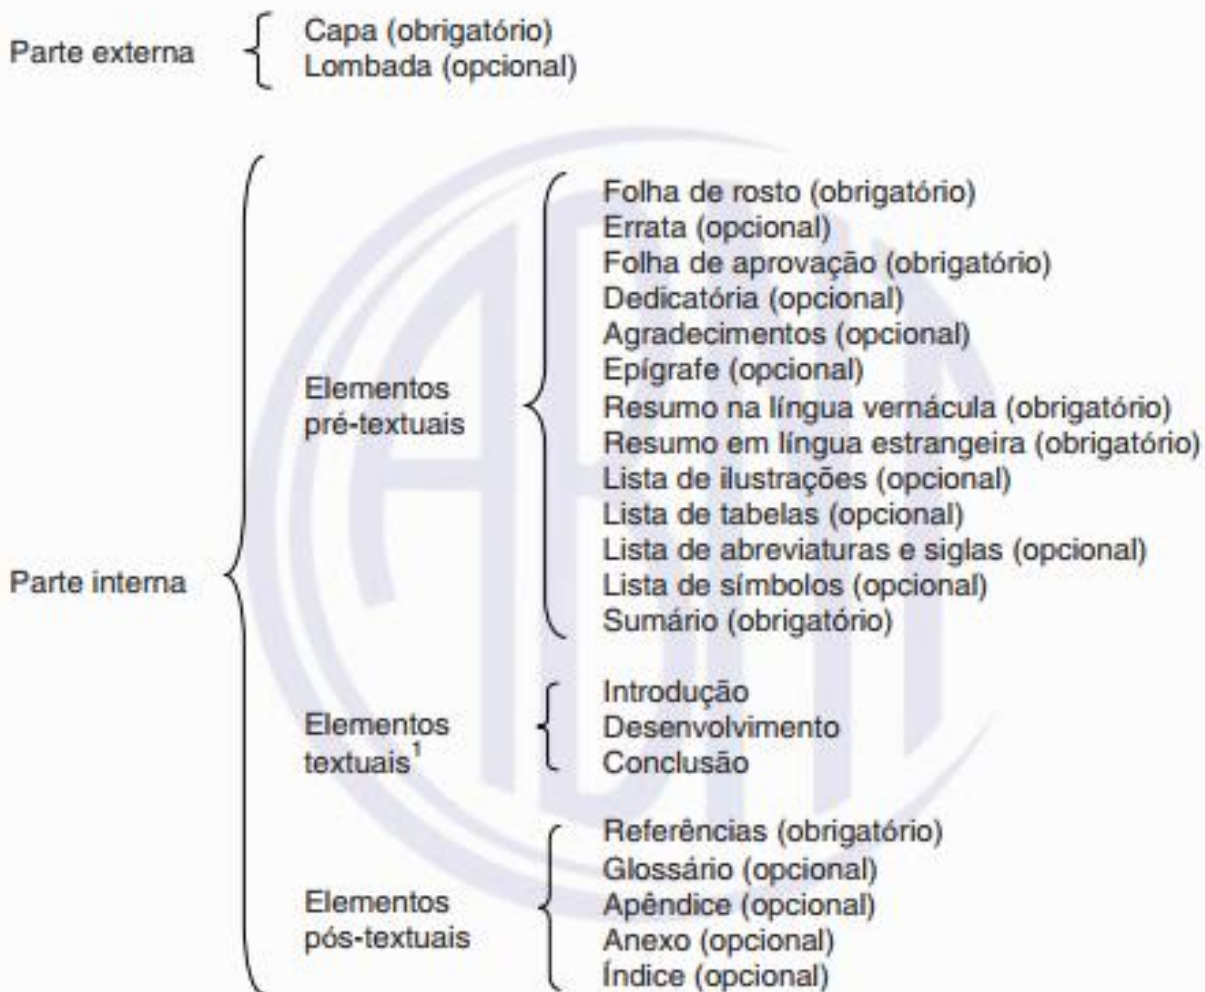 Parte externa
Capa (obrigatório)
Lombada (opcional)
Parte interna
Elementos
pré-textuais
Folha de rosto (obrigatório)
Errata (opcional)
Folha de aprovação (obrigatório)
Dedicatória (opcional)
Agradecimentos (opcional)
Epígrafe (opcional)
Resumo na língua vernácula (obrigatório)
Resumo em língua estrangeira (obrigatório)
Lista de ilustrações (opcional)
Lista de tabelas (opcional)
Lista de abreviaturas e siglas (opcional)
Lista de símbolos (opcional)
Sumário (obrigatório)
Elementos
textuais¹
Introdução
Desenvolvimento
Conclusão
Elementos
pós-textuais
Referências (obrigatório)
Glossário (opcional)
Apêndice (opcional)
Anexo (opcional)
Índice (opcional)
ABNT